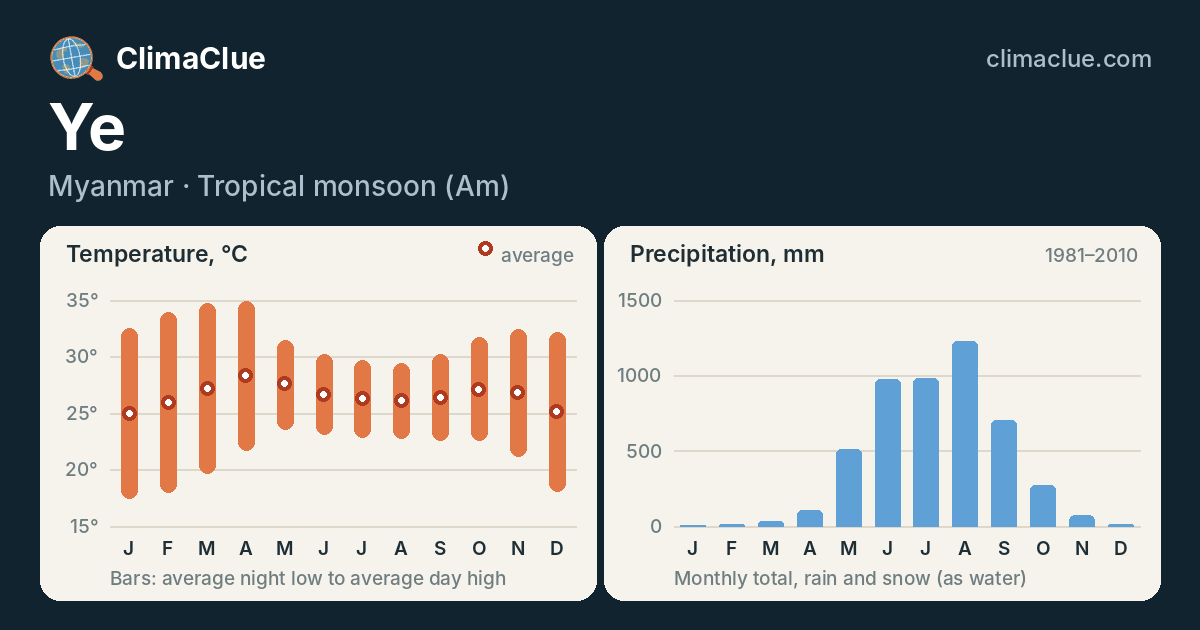 ClimaClue
climaclue.com
Ye
Myanmar · Tropical monsoon (Am)
Temperature, °C
average
35°
30°
25°
20°
15°
J F M A M J J A S O N D
Bars: average night low to average day high
Precipitation, mm
1981–2010
1500
1000
500
0
J F M A M J J A S O N D
Monthly total, rain and snow (as water)